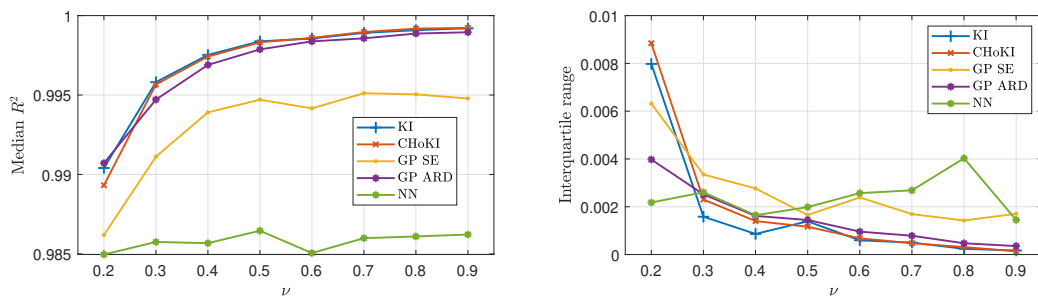 Median R²
1
0.995
0.99
0.985
KI
CHoKI
GP SE
GP ARD
NN
0.2 0.3 0.4 0.5 0.6 0.7 0.8 0.9
ν
Interquartile range
0.01
0.008
0.006
0.004
0.002
0
KI
CHoKI
GP SE
GP ARD
NN
0.2 0.3 0.4 0.5 0.6 0.7 0.8 0.9
ν